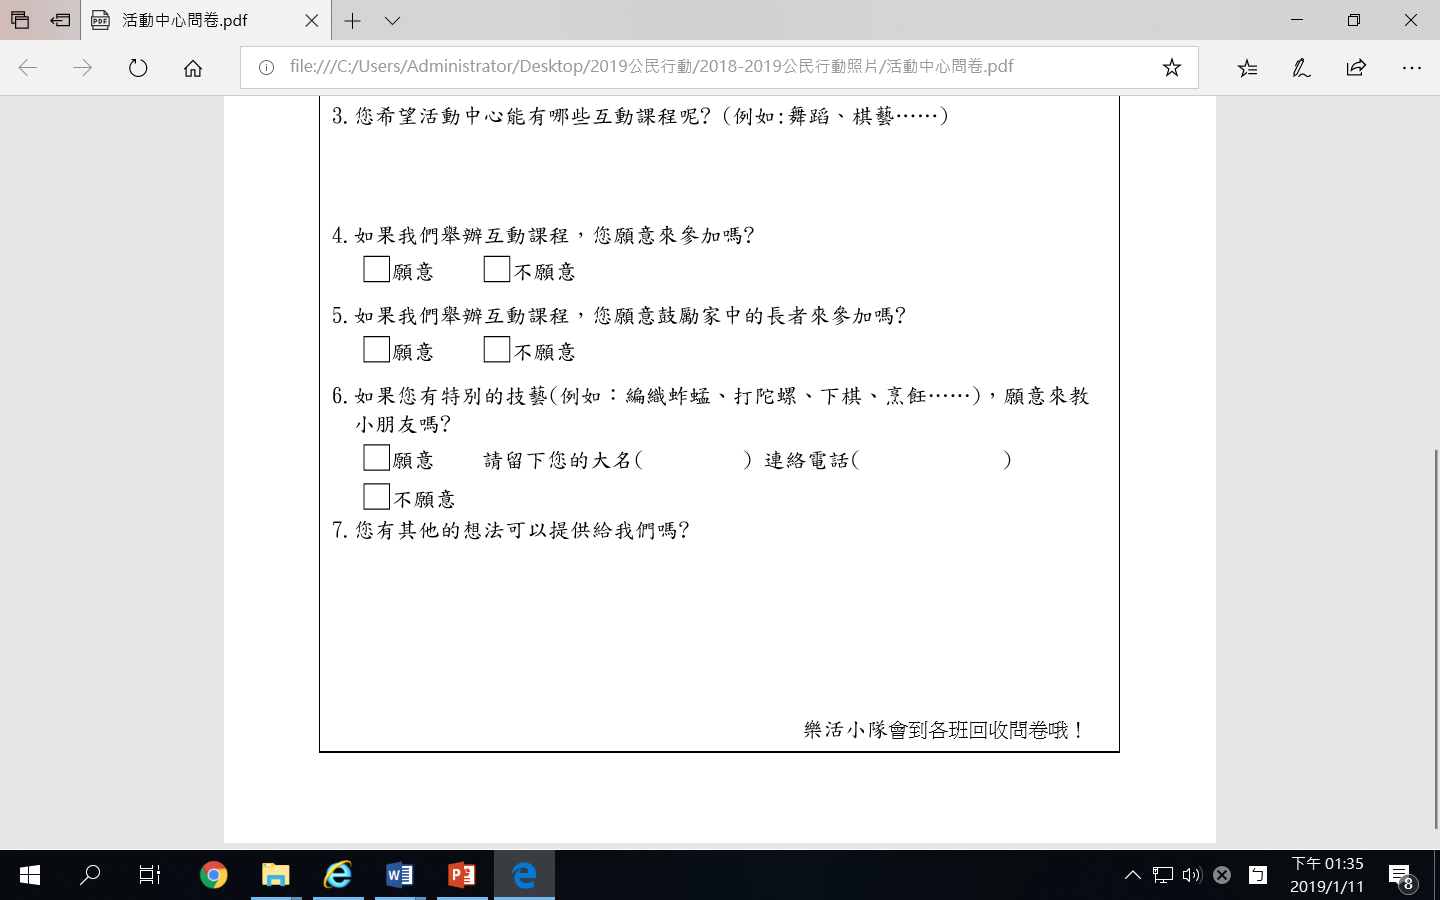 活動中心問卷.pdf
file:///C:/Users/Administrator/Desktop/2019公民行動/2018-2019公民行動照片/活動中心問卷.pdf
3.您希望活動中心能有哪些互動課程呢?(例如:舞蹈、棋藝……)
4.如果我們舉辦互動課程，您願意來參加嗎?
□願意 □不願意
5.如果我們舉辦互動課程，您願意鼓勵家中的長者來參加嗎?
□願意 □不願意
6.如果您有特別的技藝(例如：編織蚱蜢、打陀螺、下棋、烹飪……)，願意來教
小朋友嗎?
□願意 請留下您的大名( ) 連絡電話( )
□不願意
7.您有其他的想法可以提供給我們嗎?
樂活小隊會到各班回收問卷哦！
ㄅ
下午 01:35
2019/1/11
8